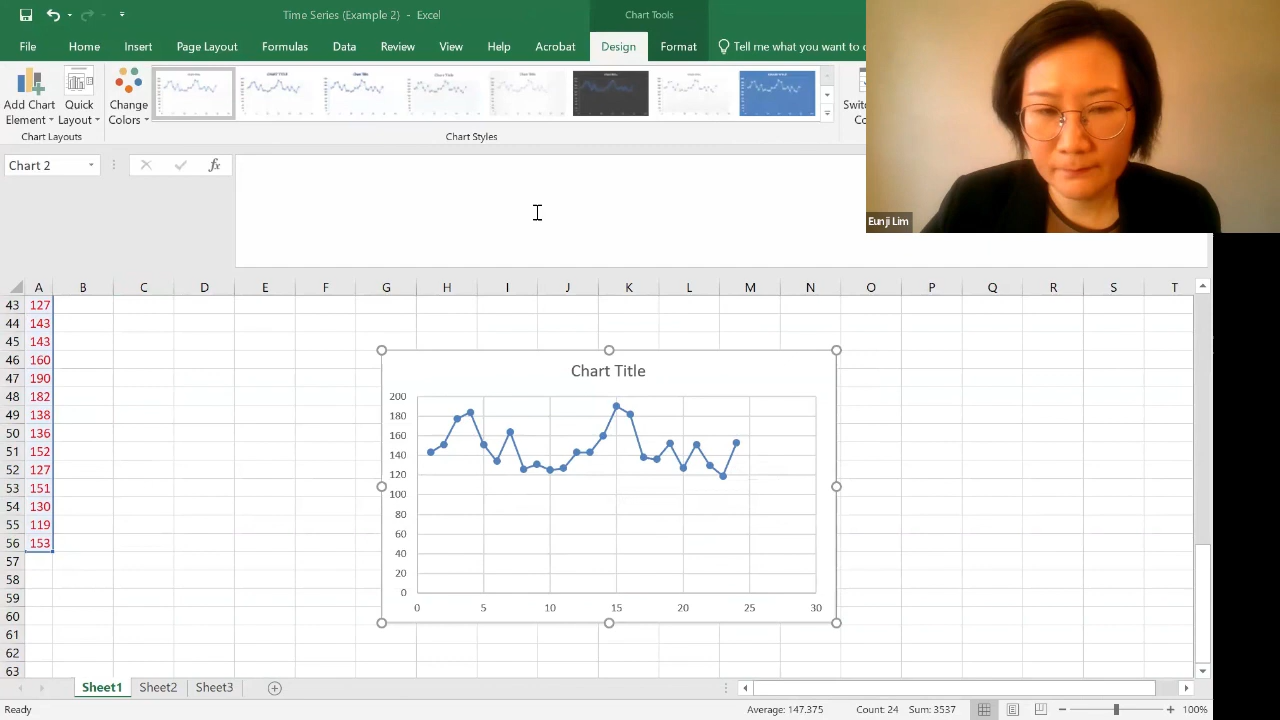 Time Series (Example 2) - Excel
Chart Tools
File Home Insert Page Layout Formulas Data Review View Help Acrobat Design Format Tell me what you want to
Add Chart Element
Quick Layout
Change Colors
Chart Layouts
Chart Styles
Chart 2
fx
Eunji Lim
A B C D E F G H I J K L M N O P Q R S T
43 127
44 143
45 143
46 160
47 190
48 182
49 138
50 136
51 152
52 127
53 151
54 130
55 119
56 153
57
58
59
60
61
62
63
Chart Title
200
180
160
140
120
100
80
60
40
20
0
0 5 10 15 20 25 30
Sheet1 Sheet2 Sheet3
Ready
Average: 147.375 Count: 24 Sum: 3537
100%